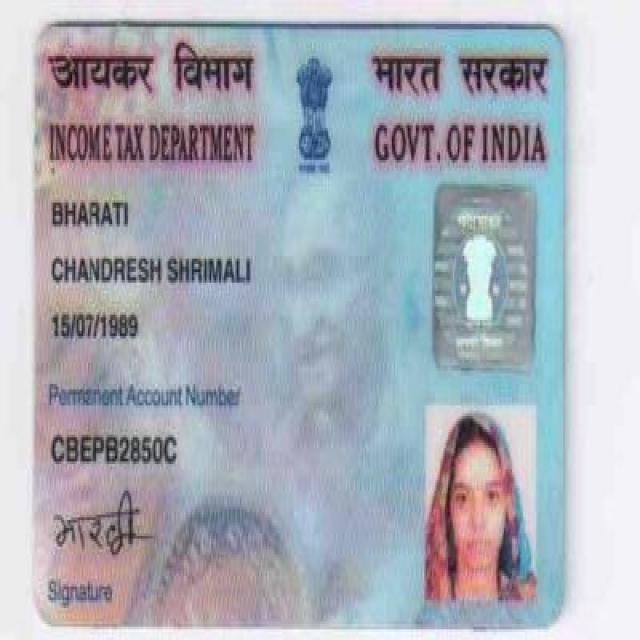 आयकर विभाग
भारत सरकार
INCOME TAX DEPARTMENT
GOVT. OF INDIA
BHARATI
CHANDRESH SHRIMALI
15/07/1989
Permanent Account Number
CBEPB2850C
भारती
Signature